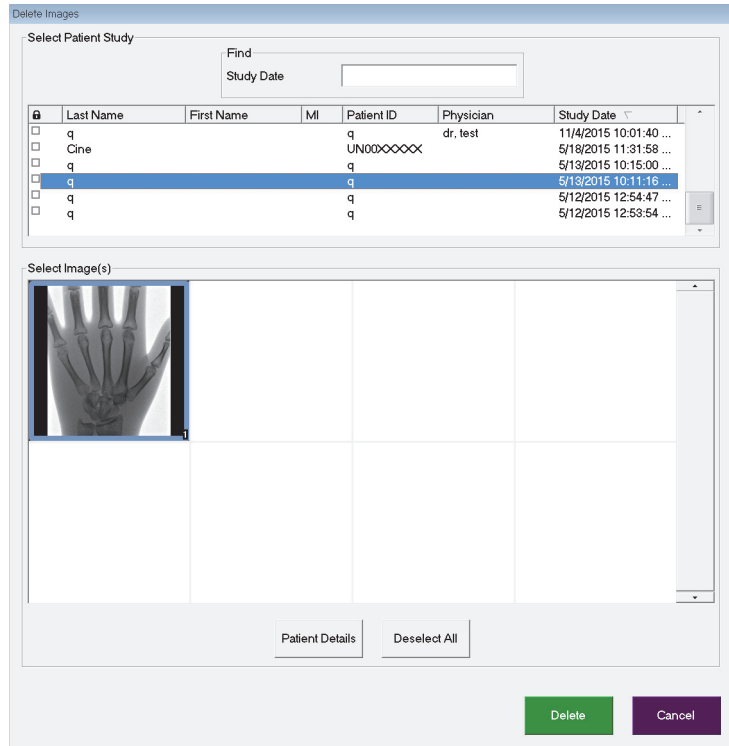 Delete Images
Select Patient Study
Find
Study Date
Last Name First Name MI Patient ID Physician Study Date
q q dr, test 11/4/2015 10:01:40 ...
Cine UN00XXXXX 5/18/2015 11:31:58 ...
q q 5/13/2015 10:15:00 ...
q q 5/13/2015 10:11:16 ...
q q 5/12/2015 12:54:47 ...
q q 5/12/2015 12:53:54 ...
Select Image(s)
1
Patient Details Deselect All
Delete Cancel